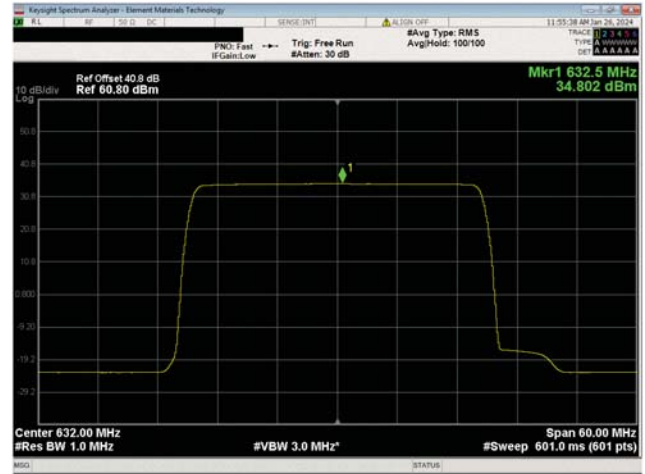 Keysight Spectrum Analyzer - Element Materials Technology
RL RF 50 Ω DC SENSE:INT ALIGN OFF 11:55:38 AM Jan 26, 2024
PNO: Fast Trig: Free Run #Avg Type: RMS TRACE 1 2 3 4 5 6
IFGain:Low #Atten: 30 dB Avg|Hold: 100/100 TYPE A WWWWW
DET A A A A A A
Mkr1 632.5 MHz
34.802 dBm
Ref Offset 40.8 dB
10 dB/div Ref 60.80 dBm
Log
50.8
40.8
1
30.8
20.8
10.8
0.800
-9.20
-19.2
-29.2
Center 632.00 MHz Span 60.00 MHz
#Res BW 1.0 MHz #VBW 3.0 MHz* #Sweep 601.0 ms (601 pts)
MSG STATUS